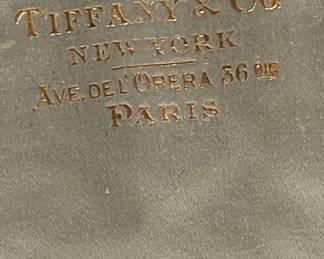 TIFFANY & Co
NEW YORK
AVE. DE L'OPERA 36 BIS
PARIS